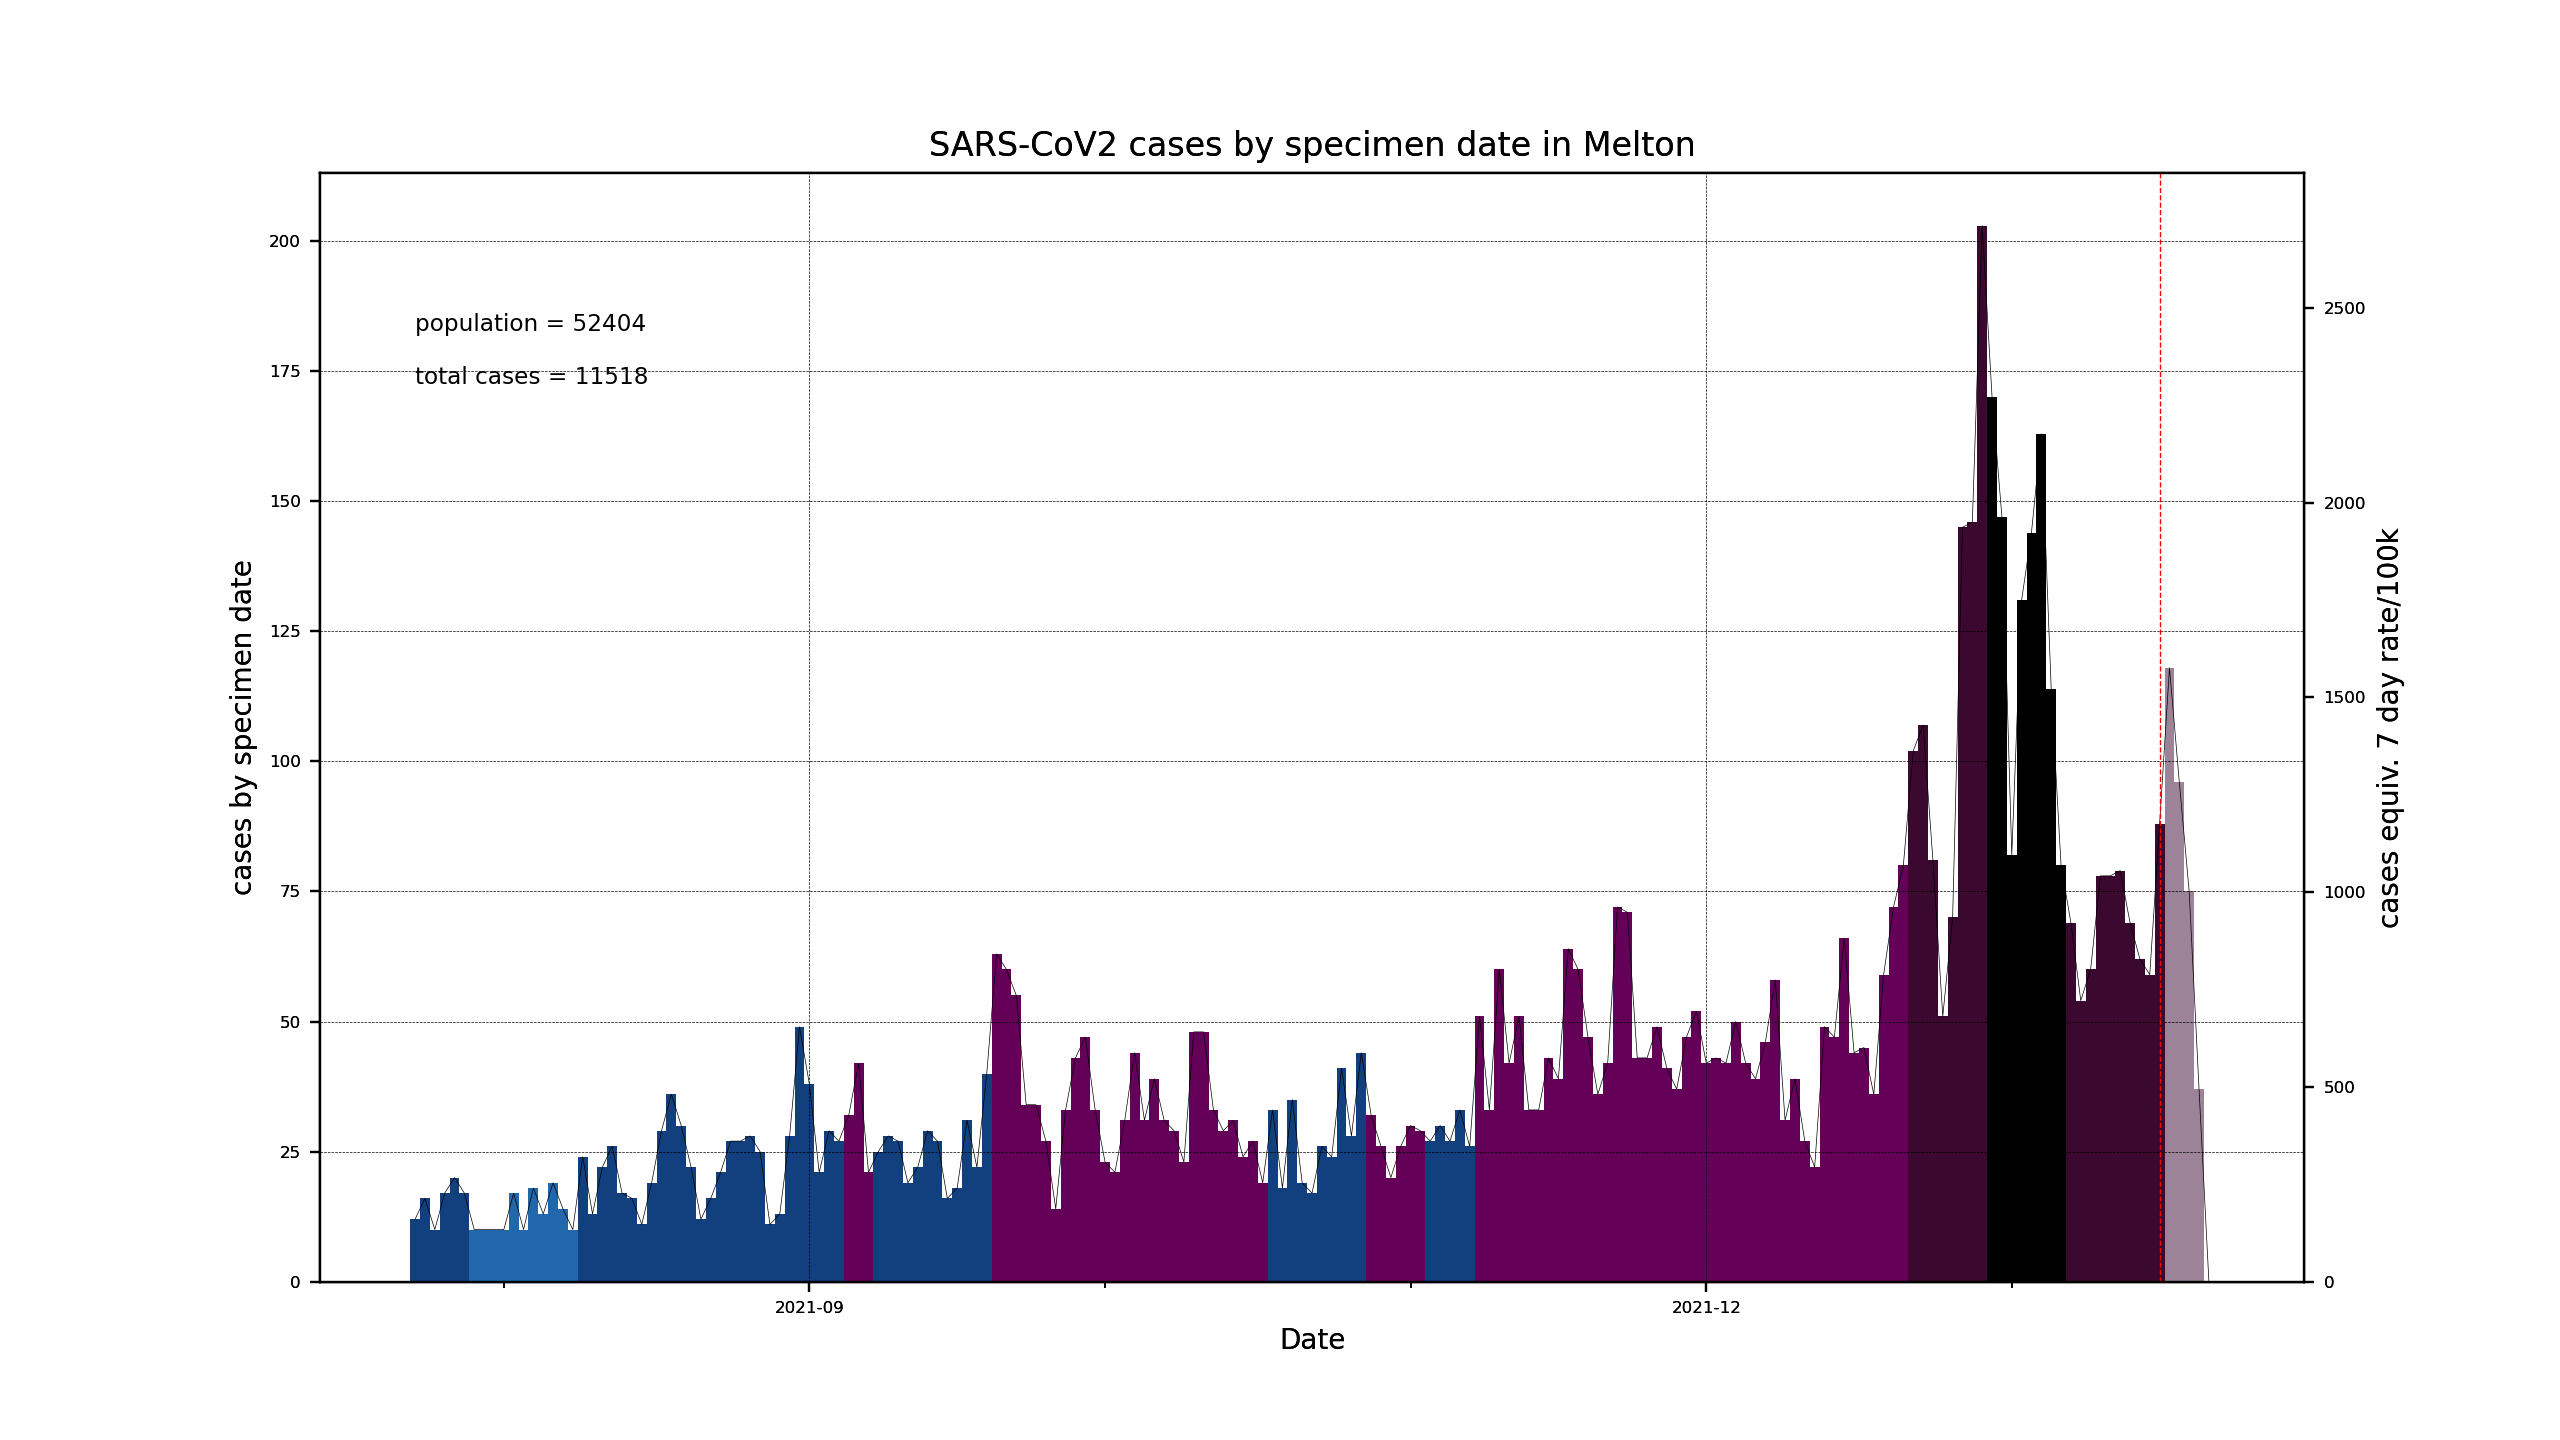 SARS-CoV2 cases by specimen date in Melton
population = 52404
total cases = 11518
cases by specimen date
200
175
150
125
100
75
50
25
0
2500
2000
1500
1000
500
0
cases equiv. 7 day rate/100k
2021-09
2021-12
Date